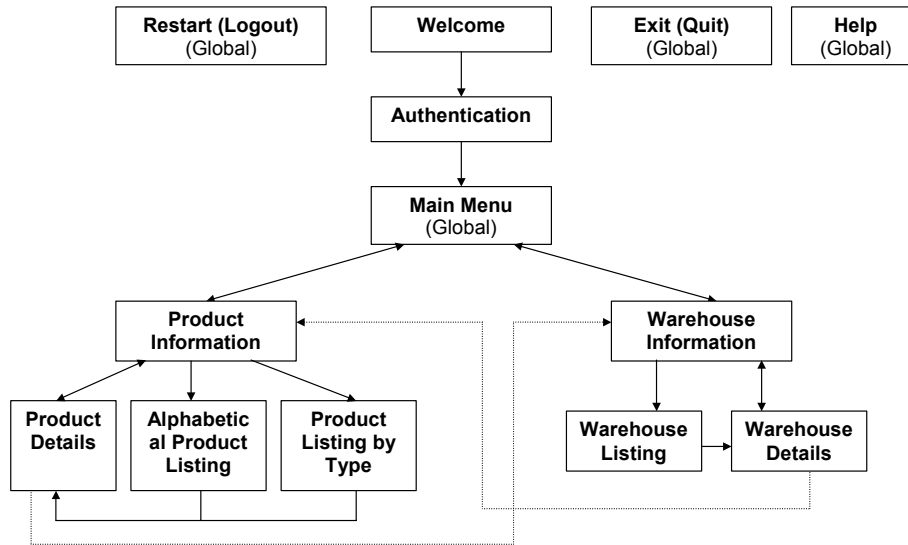 Restart (Logout)
(Global)
Welcome
Exit (Quit)
(Global)
Help
(Global)
Authentication
Main Menu
(Global)
Product
Information
Warehouse
Information
Product
Details
Alphabetic
al Product
Listing
Product
Listing by
Type
Warehouse
Listing
Warehouse
Details